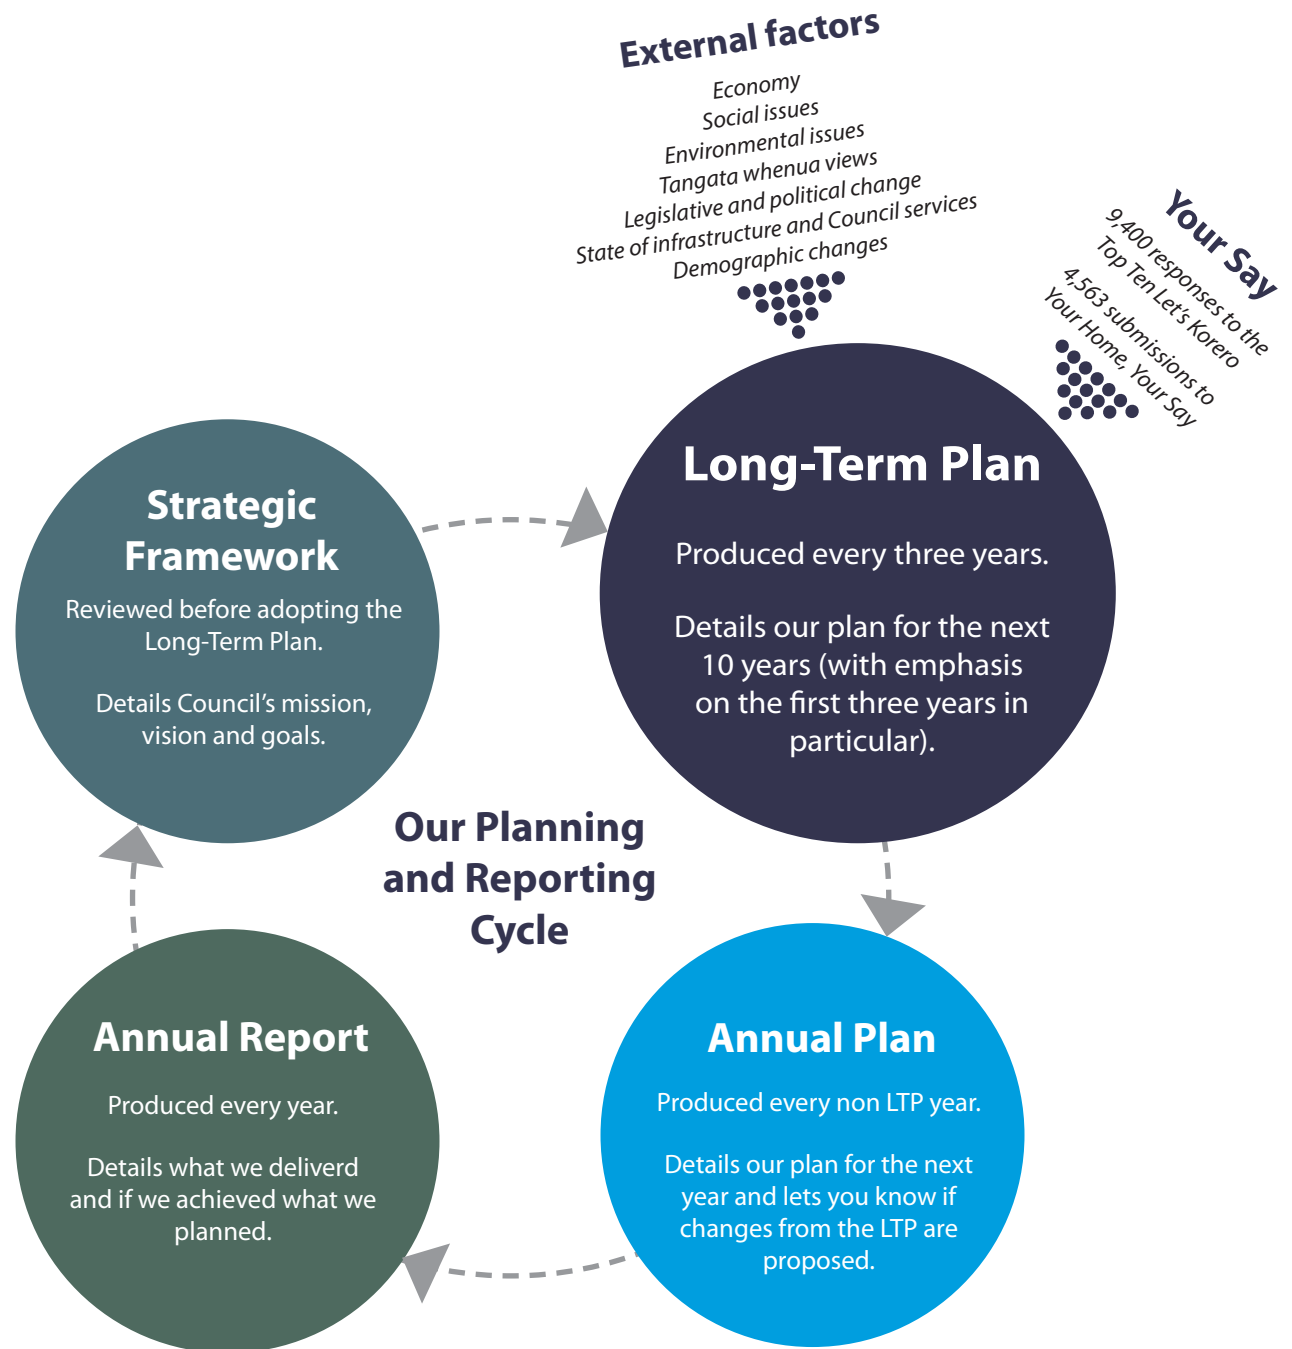 External factors
Economy
Social issues
Environmental issues
Tangata whenua views
Legislative and political change
State of infrastructure and Council services
Demographic changes
Your Say
9,400 responses to the
Top Ten Let's Korero
4,563 submissions to
Your Home, Your Say
Strategic
Framework
Reviewed before adopting the
Long-Term Plan.
Details Council's mission,
vision and goals.
Long-Term Plan
Produced every three years.
Details our plan for the next
10 years (with emphasis
on the first three years in
particular).
Our Planning
and Reporting
Cycle
Annual Report
Produced every year.
Details what we deliverd
and if we achieved what we
planned.
Annual Plan
Produced every non LTP year.
Details our plan for the next
year and lets you know if
changes from the LTP are
proposed.